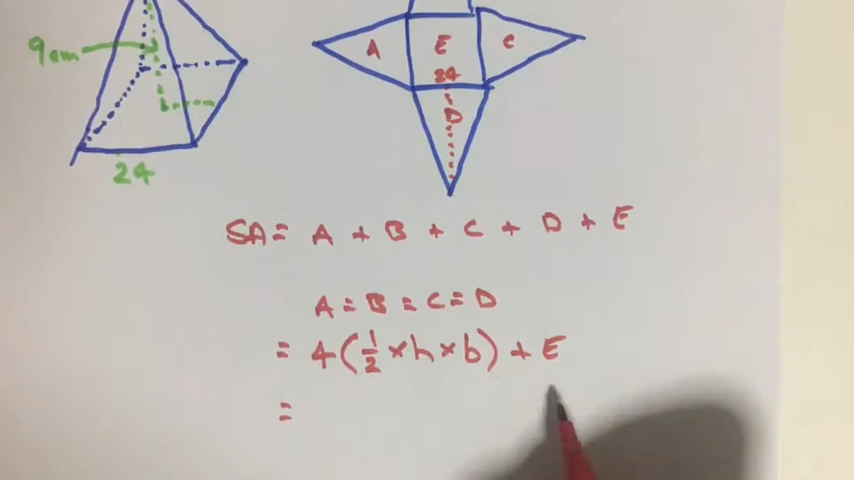 9cm
A E C
24
D
24
SA = A + B + C + D + E
A = B = C = D
= 4(1/2 × h × b) + E
=